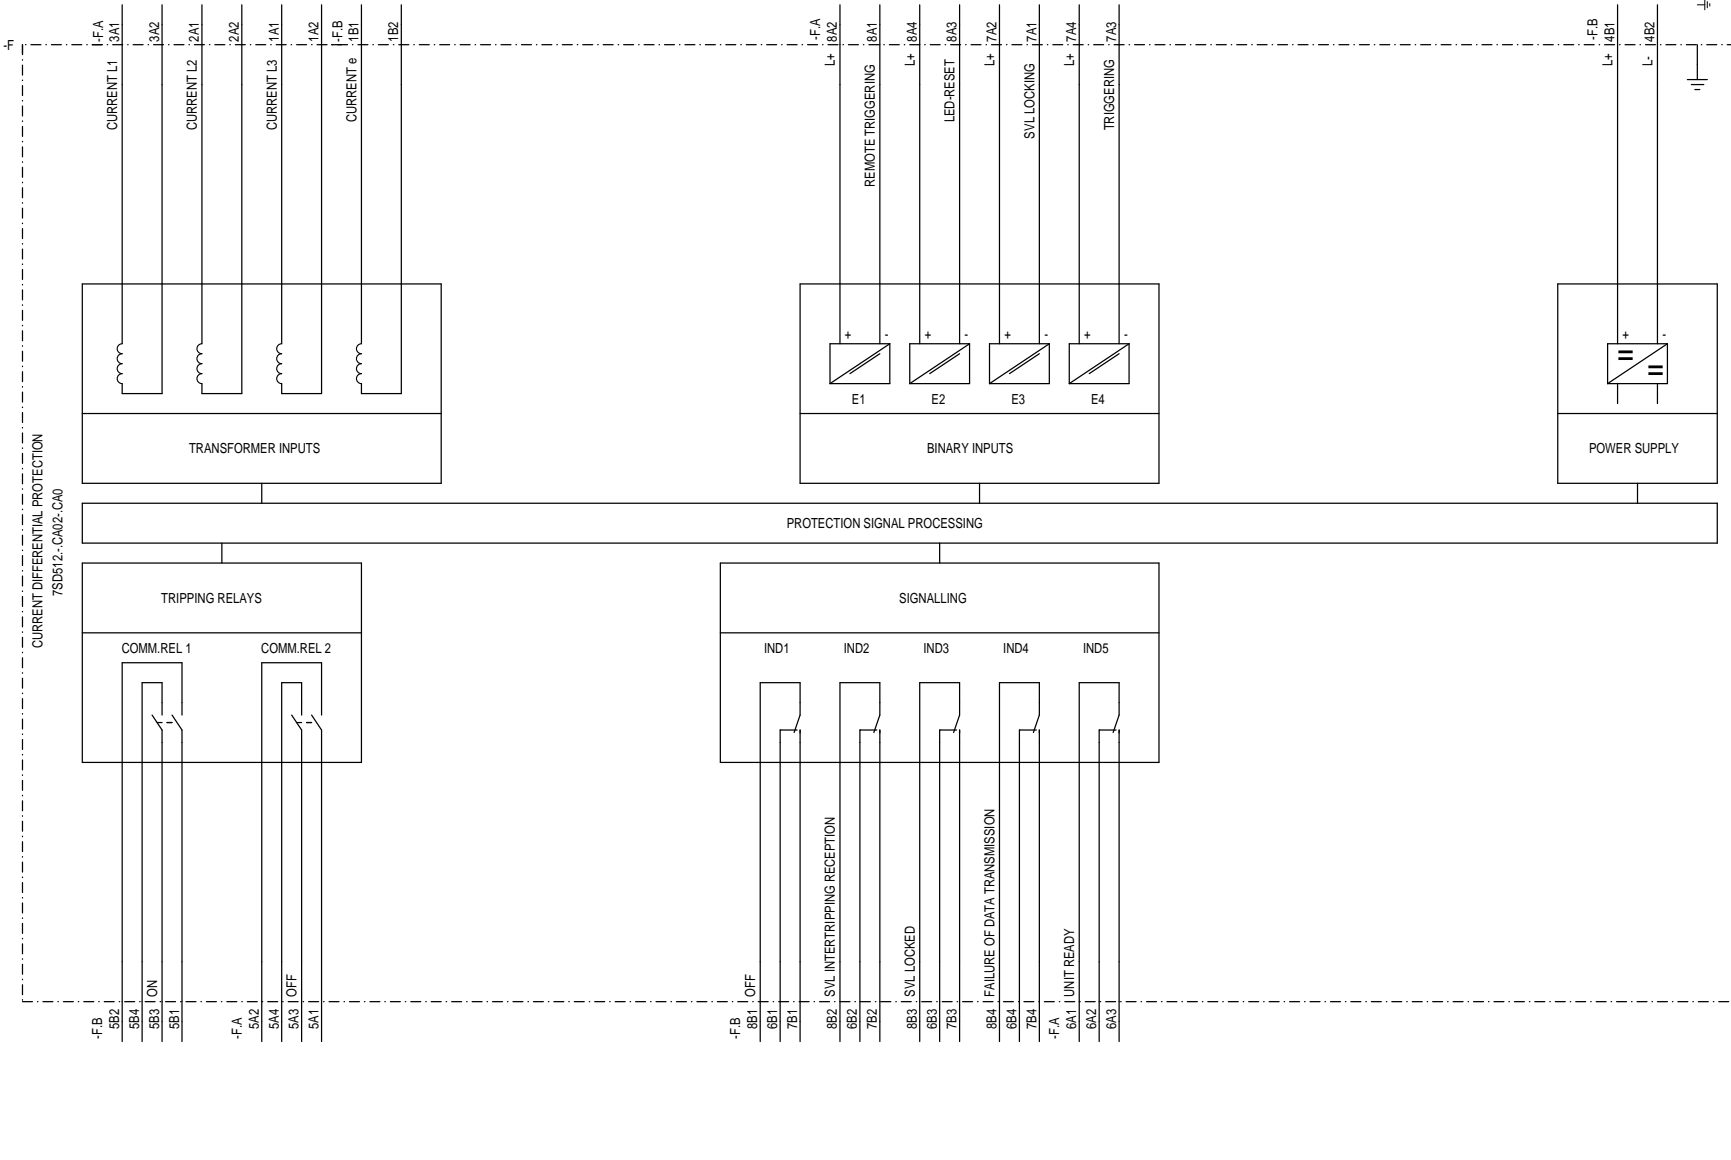 -F
-F.A
3A1
3A2
2A1
2A2
1A1
1A2
-F.B
1B1
1B2
-F.A
8A2
8A1
8A4
8A3
7A2
7A1
7A4
7A3
-F.B
4B1
4B2
CURRENT L1
CURRENT L2
CURRENT L3
CURRENT e
L+
REMOTE TRIGGERING
L+
LED-RESET
L+
SVL LOCKING
L+
TRIGGERING
L+
L-
+ -
+ -
+ -
+ -
+ -
E1
E2
E3
E4
TRANSFORMER INPUTS
BINARY INPUTS
POWER SUPPLY
CURRENT DIFFERENTIAL PROTECTION
7SD512.-.CA02-.CA0
PROTECTION SIGNAL PROCESSING
TRIPPING RELAYS
SIGNALLING
COMM.REL 1
COMM.REL 2
IND1
IND2
IND3
IND4
IND5
ON
OFF
OFF
SVL INTERTRIPPING RECEPTION
SVL LOCKED
FAILURE OF DATA TRANSMISSION
UNIT READY
-F.B
5B2
5B4
5B3
5B1
-F.A
5A2
5A4
5A3
5A1
-F.B
8B1
6B1
7B1
8B2
6B2
7B2
8B3
6B3
7B3
8B4
6B4
7B4
-F.A
6A1
6A2
6A3